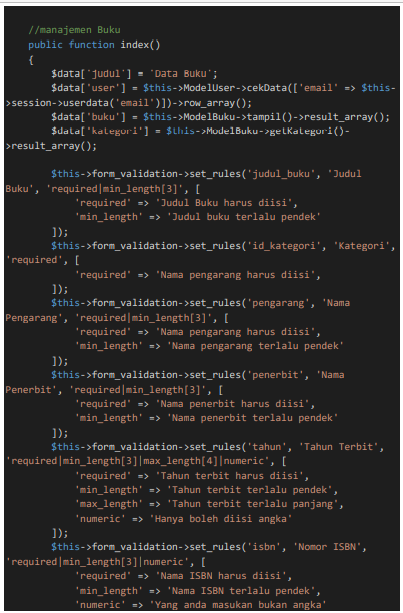 //manajemen Buku
public function index()
{
$data['judul'] = 'Data Buku';
$data['user'] = $this->ModelUser->cekData(['email' => $this-
>session->userdata('email')])->row_array();
$data['buku'] = $this->ModelBuku->tampil()->result_array();
$data['kategori'] = $this->ModelBuku->getKategori()-
>result_array();
$this->form_validation->set_rules('judul_buku', 'Judul
Buku', 'required|min_length[3]', [
'required' => 'Judul Buku harus diisi',
'min_length' => 'Judul buku terlalu pendek'
]);
$this->form_validation->set_rules('id_kategori', 'Kategori',
'required', [
'required' => 'Nama pengarang harus diisi',
]);
$this->form_validation->set_rules('pengarang', 'Nama
Pengarang', 'required|min_length[3]', [
'required' => 'Nama pengarang harus diisi',
'min_length' => 'Nama pengarang terlalu pendek'
]);
$this->form_validation->set_rules('penerbit', 'Nama
Penerbit', 'required|min_length[3]', [
'required' => 'Nama penerbit harus diisi',
'min_length' => 'Nama penerbit terlalu pendek'
]);
$this->form_validation->set_rules('tahun', 'Tahun Terbit',
'required|min_length[3]|max_length[4]|numeric', [
'required' => 'Tahun terbit harus diisi',
'min_length' => 'Tahun terbit terlalu pendek',
'max_length' => 'Tahun terbit terlalu panjang',
'numeric' => 'Hanya boleh diisi angka'
]);
$this->form_validation->set_rules('isbn', 'Nomor ISBN',
'required|min_length[3]|numeric', [
'required' => 'Nama ISBN harus diisi',
'min_length' => 'Nama ISBN terlalu pendek',
'numeric' => 'Yang anda masukan bukan angka'